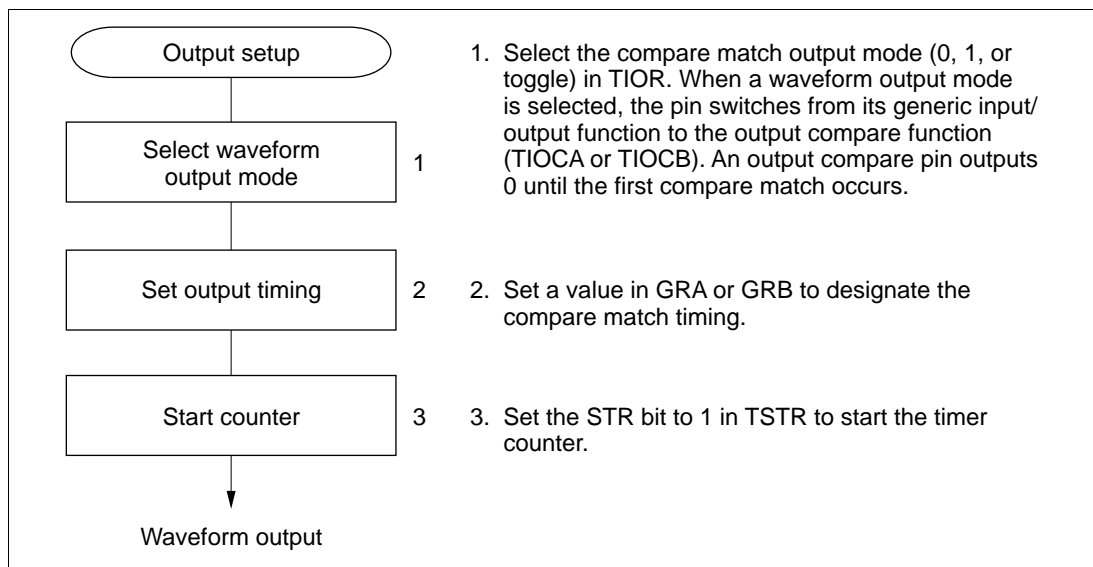 Output setup
Select waveform
output mode
1
1. Select the compare match output mode (0, 1, or
toggle) in TIOR. When a waveform output mode
is selected, the pin switches from its generic input/
output function to the output compare function
(TIOCA or TIOCB). An output compare pin outputs
0 until the first compare match occurs.
Set output timing
2
2. Set a value in GRA or GRB to designate the
compare match timing.
Start counter
3
3. Set the STR bit to 1 in TSTR to start the timer
counter.
Waveform output